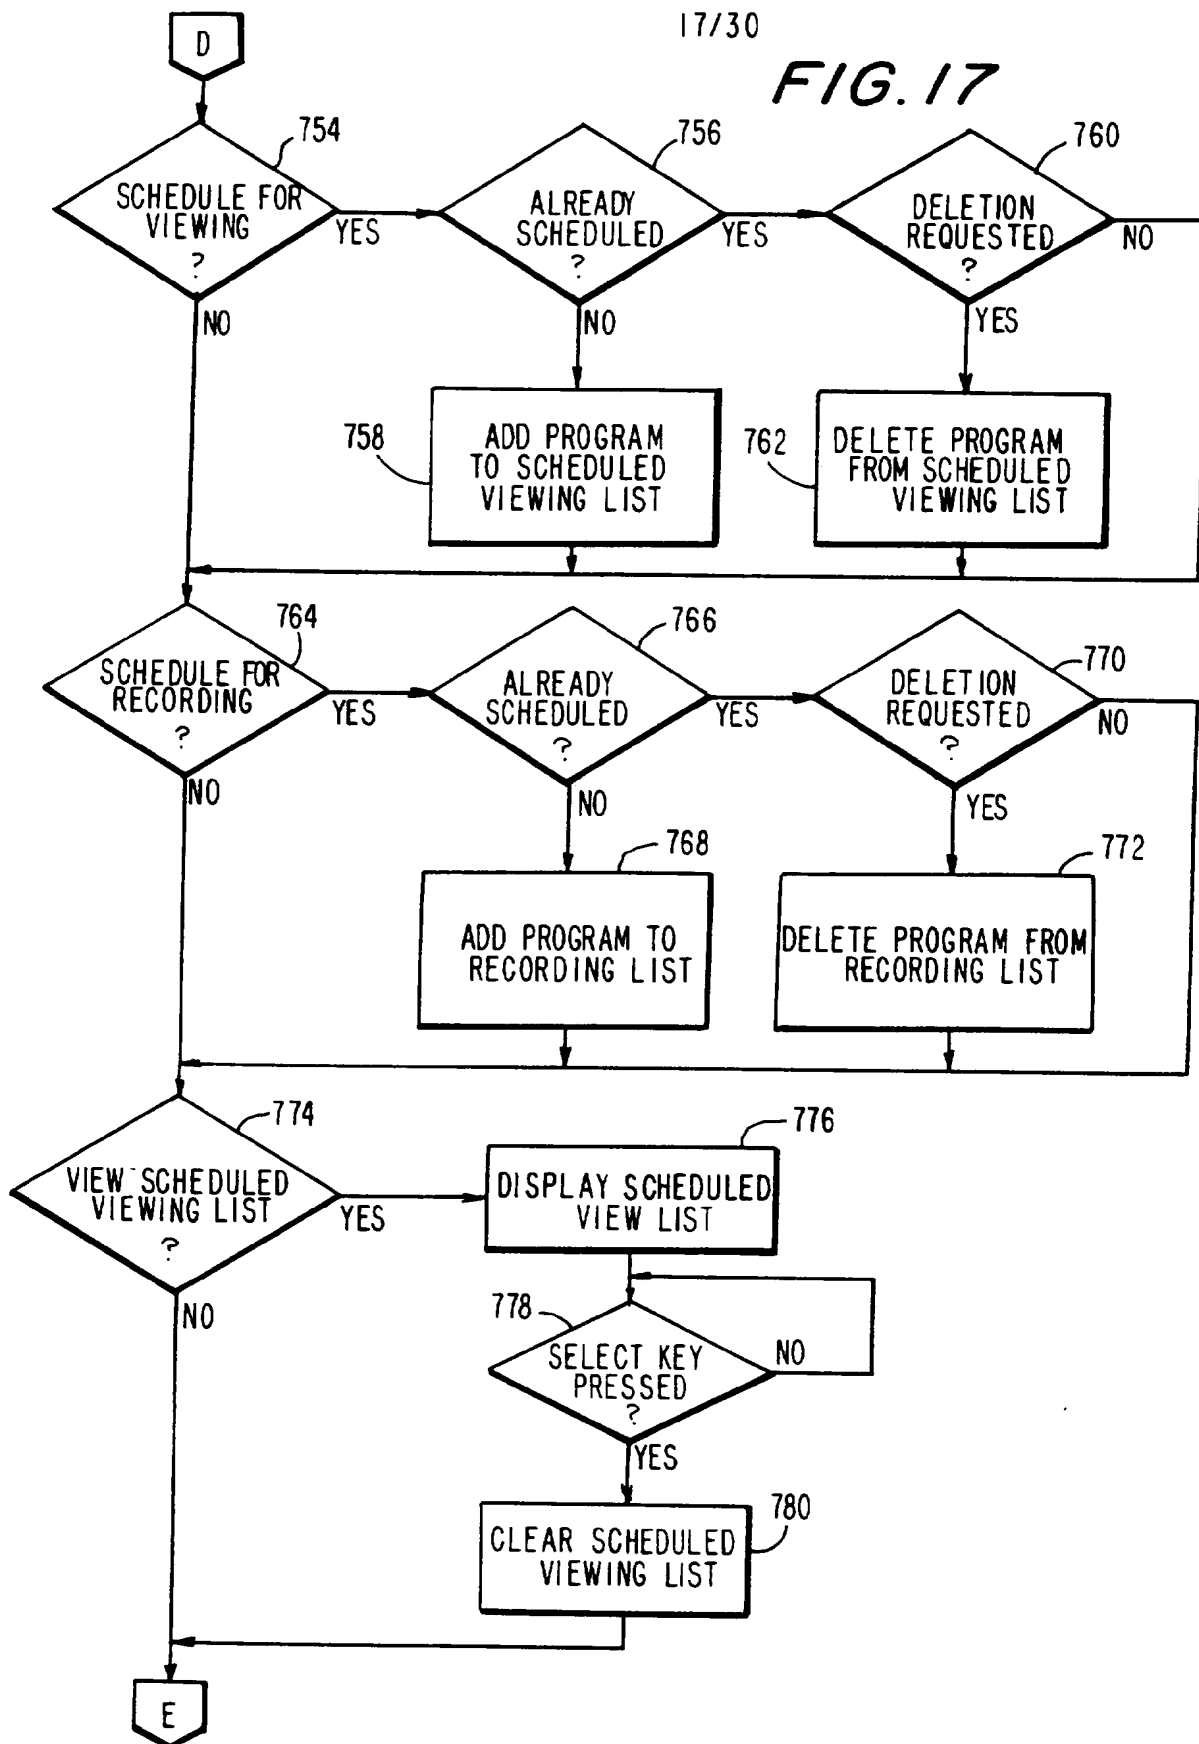 17/30
FIG. 17
D
754
SCHEDULE FOR
VIEWING
?
YES
NO
756
ALREADY
SCHEDULED
?
YES
NO
760
DELETION
REQUESTED
?
NO
YES
758
ADD PROGRAM
TO SCHEDULED
VIEWING LIST
762
DELETE PROGRAM
FROM SCHEDULED
VIEWING LIST
764
SCHEDULE FOR
RECORDING
?
YES
NO
766
ALREADY
SCHEDULED
?
YES
NO
770
DELETION
REQUESTED
?
NO
YES
768
ADD PROGRAM TO
RECORDING LIST
772
DELETE PROGRAM FROM
RECORDING LIST
774
VIEW SCHEDULED
VIEWING LIST
?
YES
NO
776
DISPLAY SCHEDULED
VIEW LIST
778
SELECT KEY
PRESSED
?
NO
YES
780
CLEAR SCHEDULED
VIEWING LIST
E